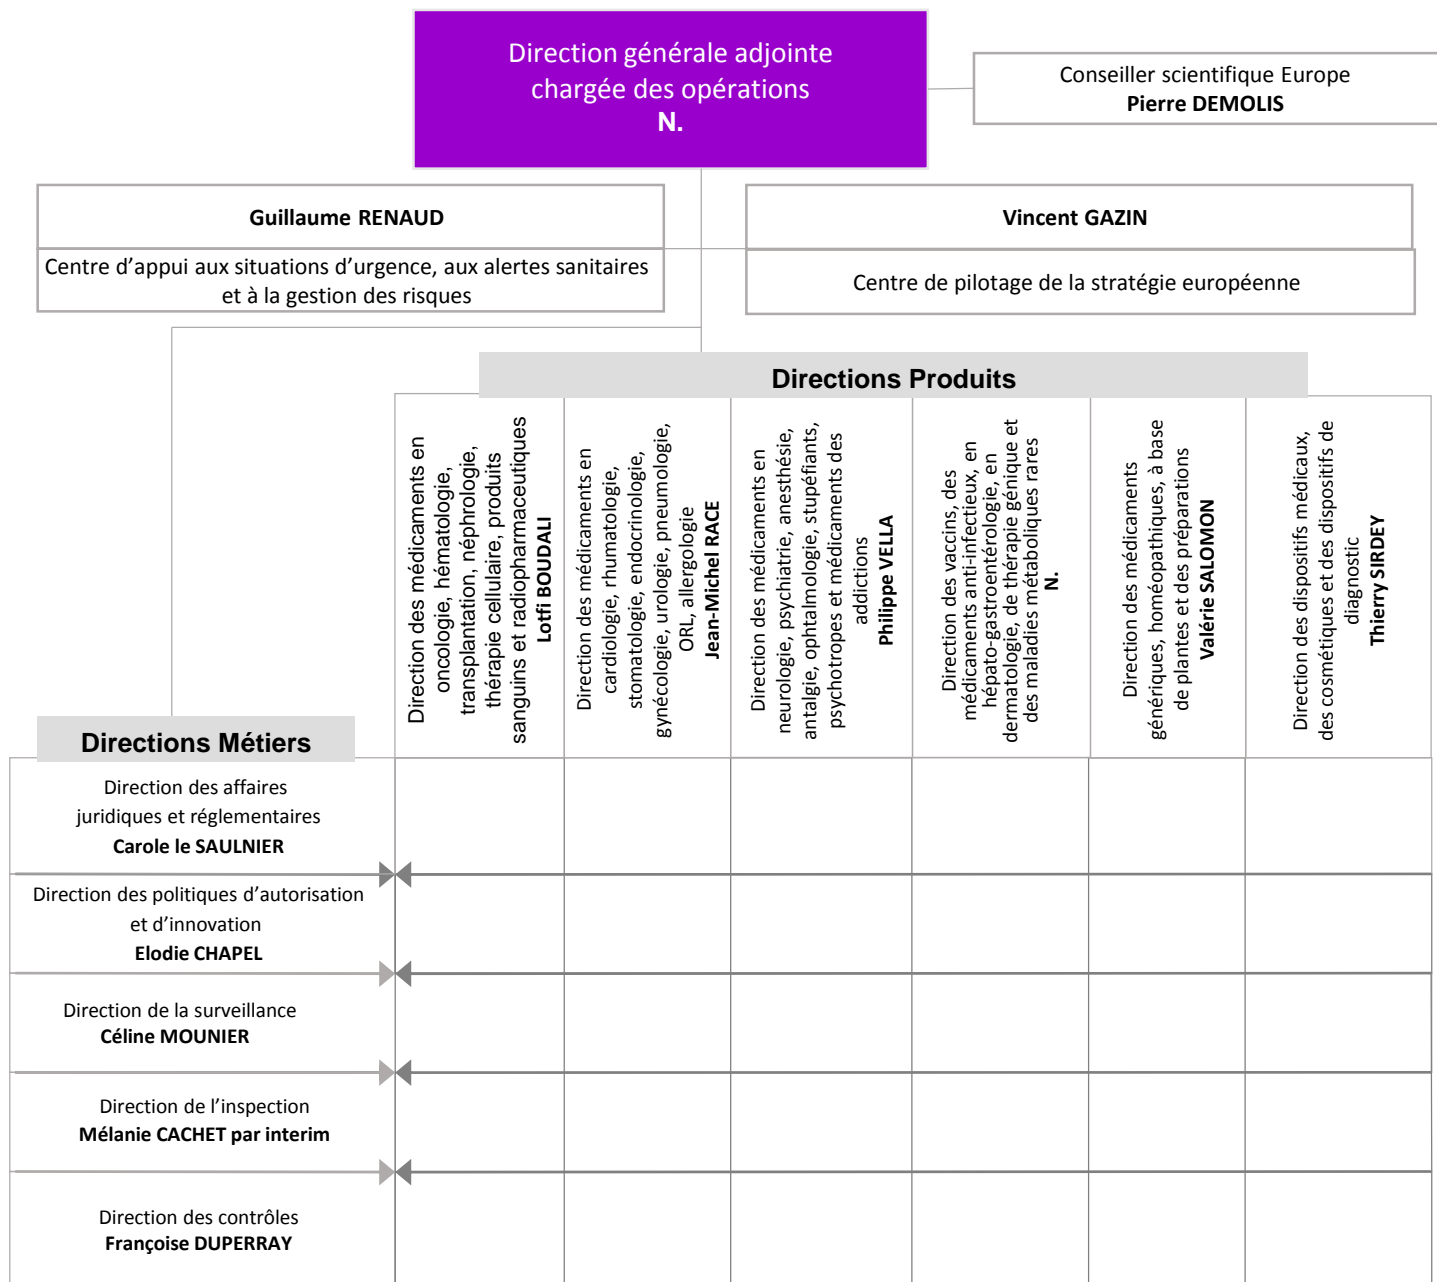 Direction générale adjointe
chargée des opérations
N.
Conseiller scientifique Europe
Pierre DEMOLIS
Guillaume RENAUD
Centre d’appui aux situations d’urgence, aux alertes sanitaires
et à la gestion des risques
Vincent GAZIN
Centre de pilotage de la stratégie européenne
Directions Produits
Direction des médicaments en
oncologie, hématologie,
transplantation, néphrologie,
thérapie cellulaire, produits
sanguins et radiopharmaceutiques
Lotfi BOUDALI
Direction des médicaments en
cardiologie, rhumatologie,
stomatologie, endocrinologie,
gynécologie, urologie, pneumologie,
ORL, allergologie
Jean-Michel RACE
Direction des médicaments en
neurologie, psychiatrie, anesthésie,
antalgie, ophtalmologie, stupéfiants,
psychotropes et médicaments des
addictions
Philippe VELLA
Direction des vaccins, des
médicaments anti-infectieux, en
hépato-gastroentérologie, en
dermatologie, de thérapie génique et
des maladies métaboliques rares
N.
Direction des médicaments
génériques, homéopathiques, à base
de plantes et des préparations
Valérie SALOMON
Direction des dispositifs médicaux,
des cosmétiques et des dispositifs de
diagnostic
Thierry SIRDEY
Directions Métiers
Direction des affaires
juridiques et réglementaires
Carole le SAULNIER
Direction des politiques d’autorisation
et d’innovation
Elodie CHAPEL
Direction de la surveillance
Céline MOUNIER
Direction de l’inspection
Mélanie CACHET par interim
Direction des contrôles
Françoise DUPERRAY